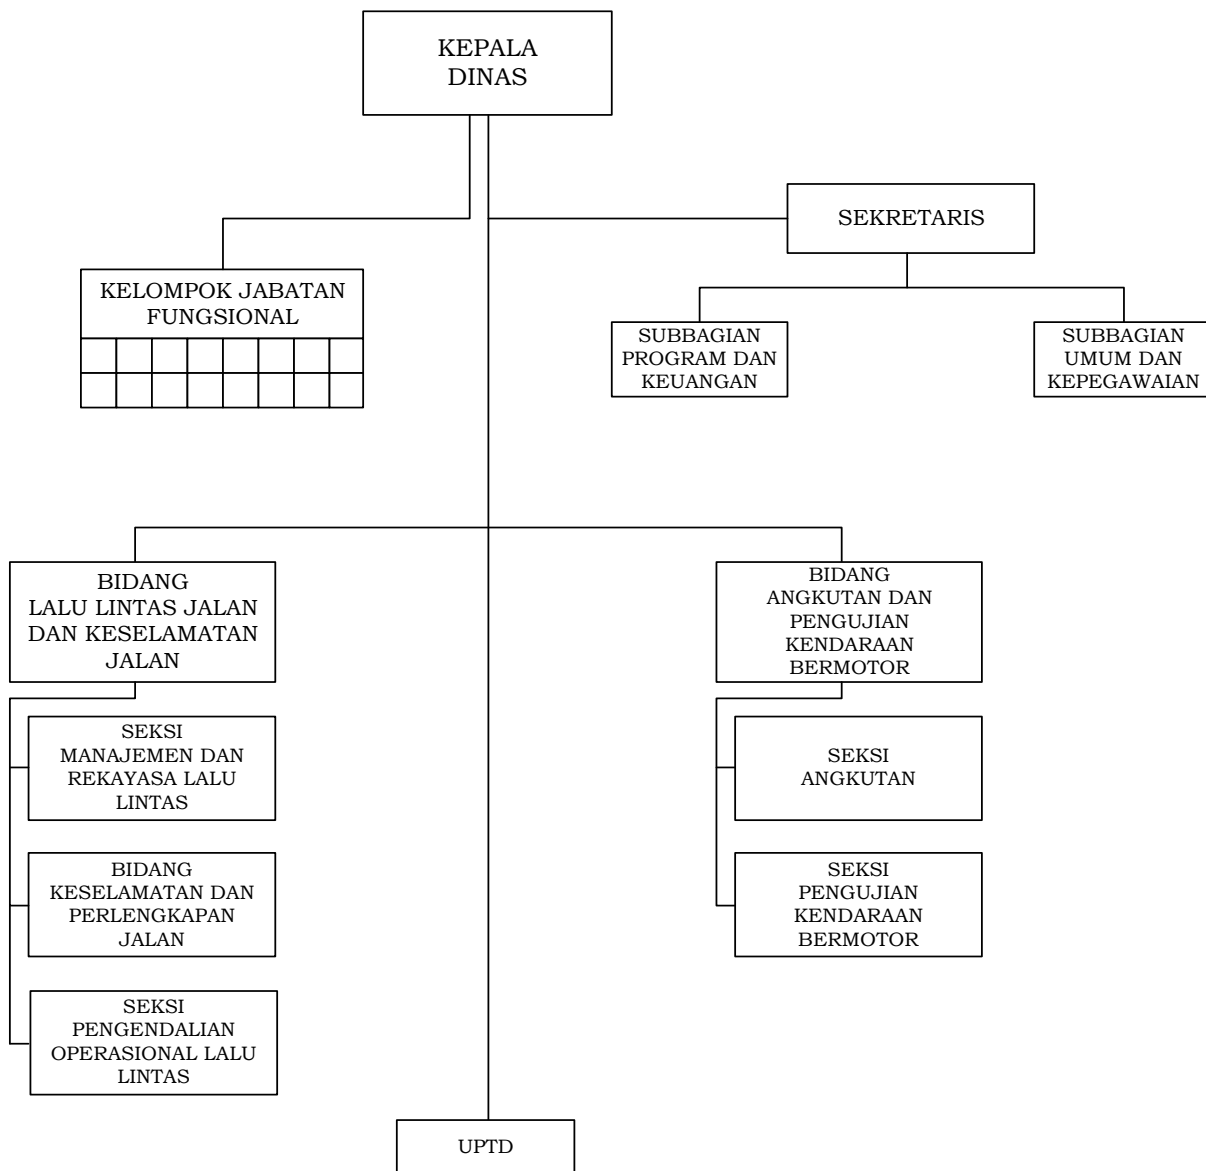 KEPALA
DINAS
SEKRETARIS
KELOMPOK JABATAN
FUNGSIONAL
SUBBAGIAN
PROGRAM DAN
KEUANGAN
SUBBAGIAN
UMUM DAN
KEPEGAWAIAN
BIDANG
LALU LINTAS JALAN
DAN KESELAMATAN
JALAN
BIDANG
ANGKUTAN DAN
PENGUJIAN
KENDARAAN
BERMOTOR
SEKSI
MANAJEMEN DAN
REKAYASA LALU
LINTAS
SEKSI
ANGKUTAN
BIDANG
KESELAMATAN DAN
PERLENGKAPAN
JALAN
SEKSI
PENGUJIAN
KENDARAAN
BERMOTOR
SEKSI
PENGENDALIAN
OPERASIONAL LALU
LINTAS
UPTD